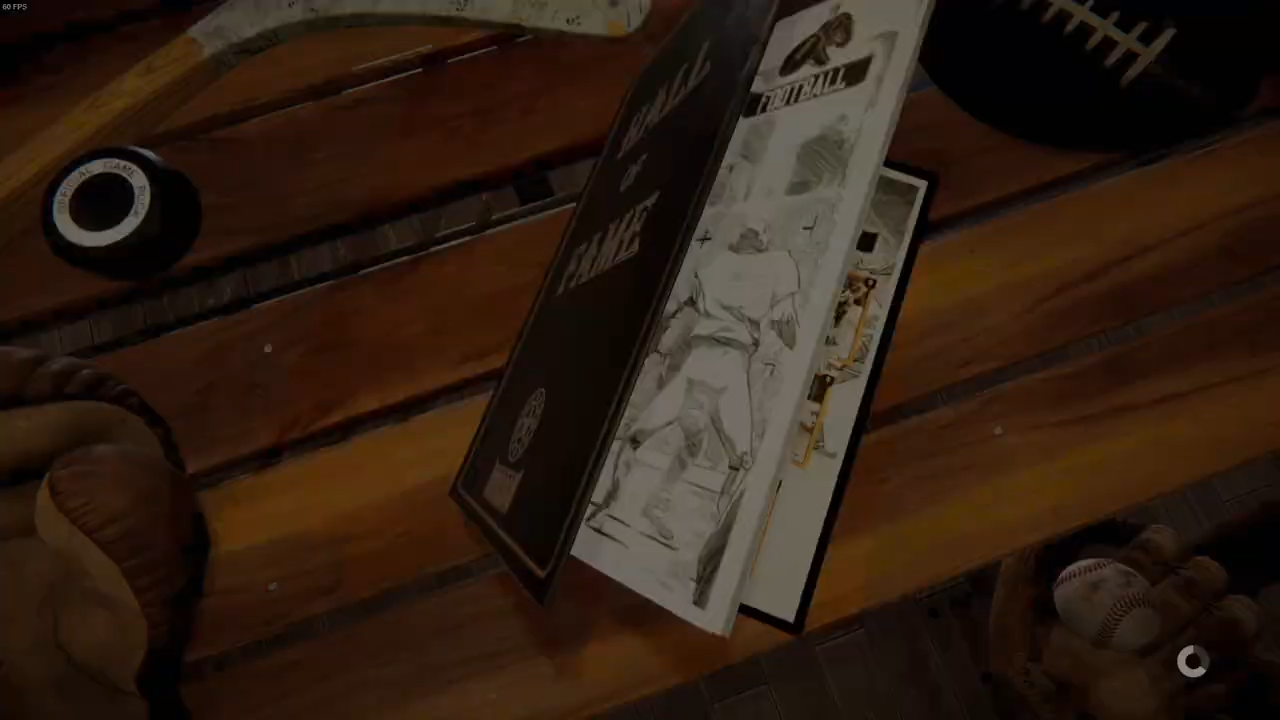 60 FPS
OFFICIAL GAME PUCK
HALL
OF
FAME
FOOTBALL